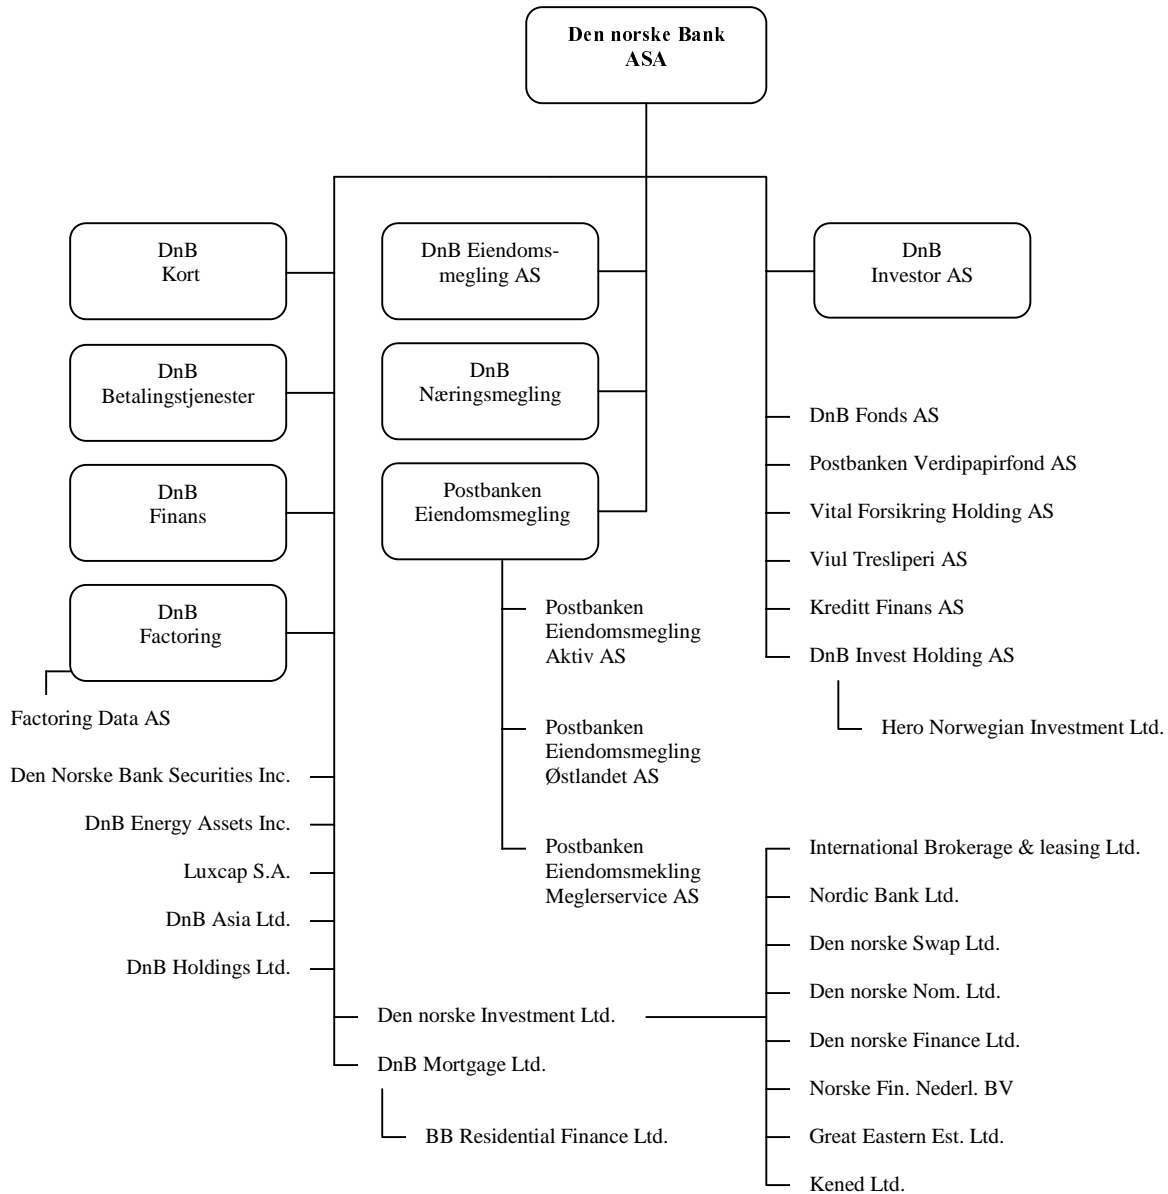 Den norske Bank
ASA
DnB
Kort
DnB Eiendoms-
megling AS
DnB
Investor AS
DnB
Betalingstjenester
DnB
Næringsmegling
DnB Fonds AS
Postbanken Verdipapirfond AS
DnB
Finans
Postbanken
Eiendomsmegling
Vital Forsikring Holding AS
Viul Tresliperi AS
DnB
Factoring
Postbanken
Eiendomsmegling
Aktiv AS
Kreditt Finans AS
DnB Invest Holding AS
Factoring Data AS
Hero Norwegian Investment Ltd.
Postbanken
Eiendomsmegling
Østlandet AS
Den Norske Bank Securities Inc.
DnB Energy Assets Inc.
Luxcap S.A.
DnB Asia Ltd.
DnB Holdings Ltd.
Postbanken
Eiendomsmekling
Meglerservice AS
International Brokerage & leasing Ltd.
Nordic Bank Ltd.
Den norske Swap Ltd.
Den norske Nom. Ltd.
Den norske Investment Ltd.
Den norske Finance Ltd.
DnB Mortgage Ltd.
Norske Fin. Nederl. BV
BB Residential Finance Ltd.
Great Eastern Est. Ltd.
Kened Ltd.